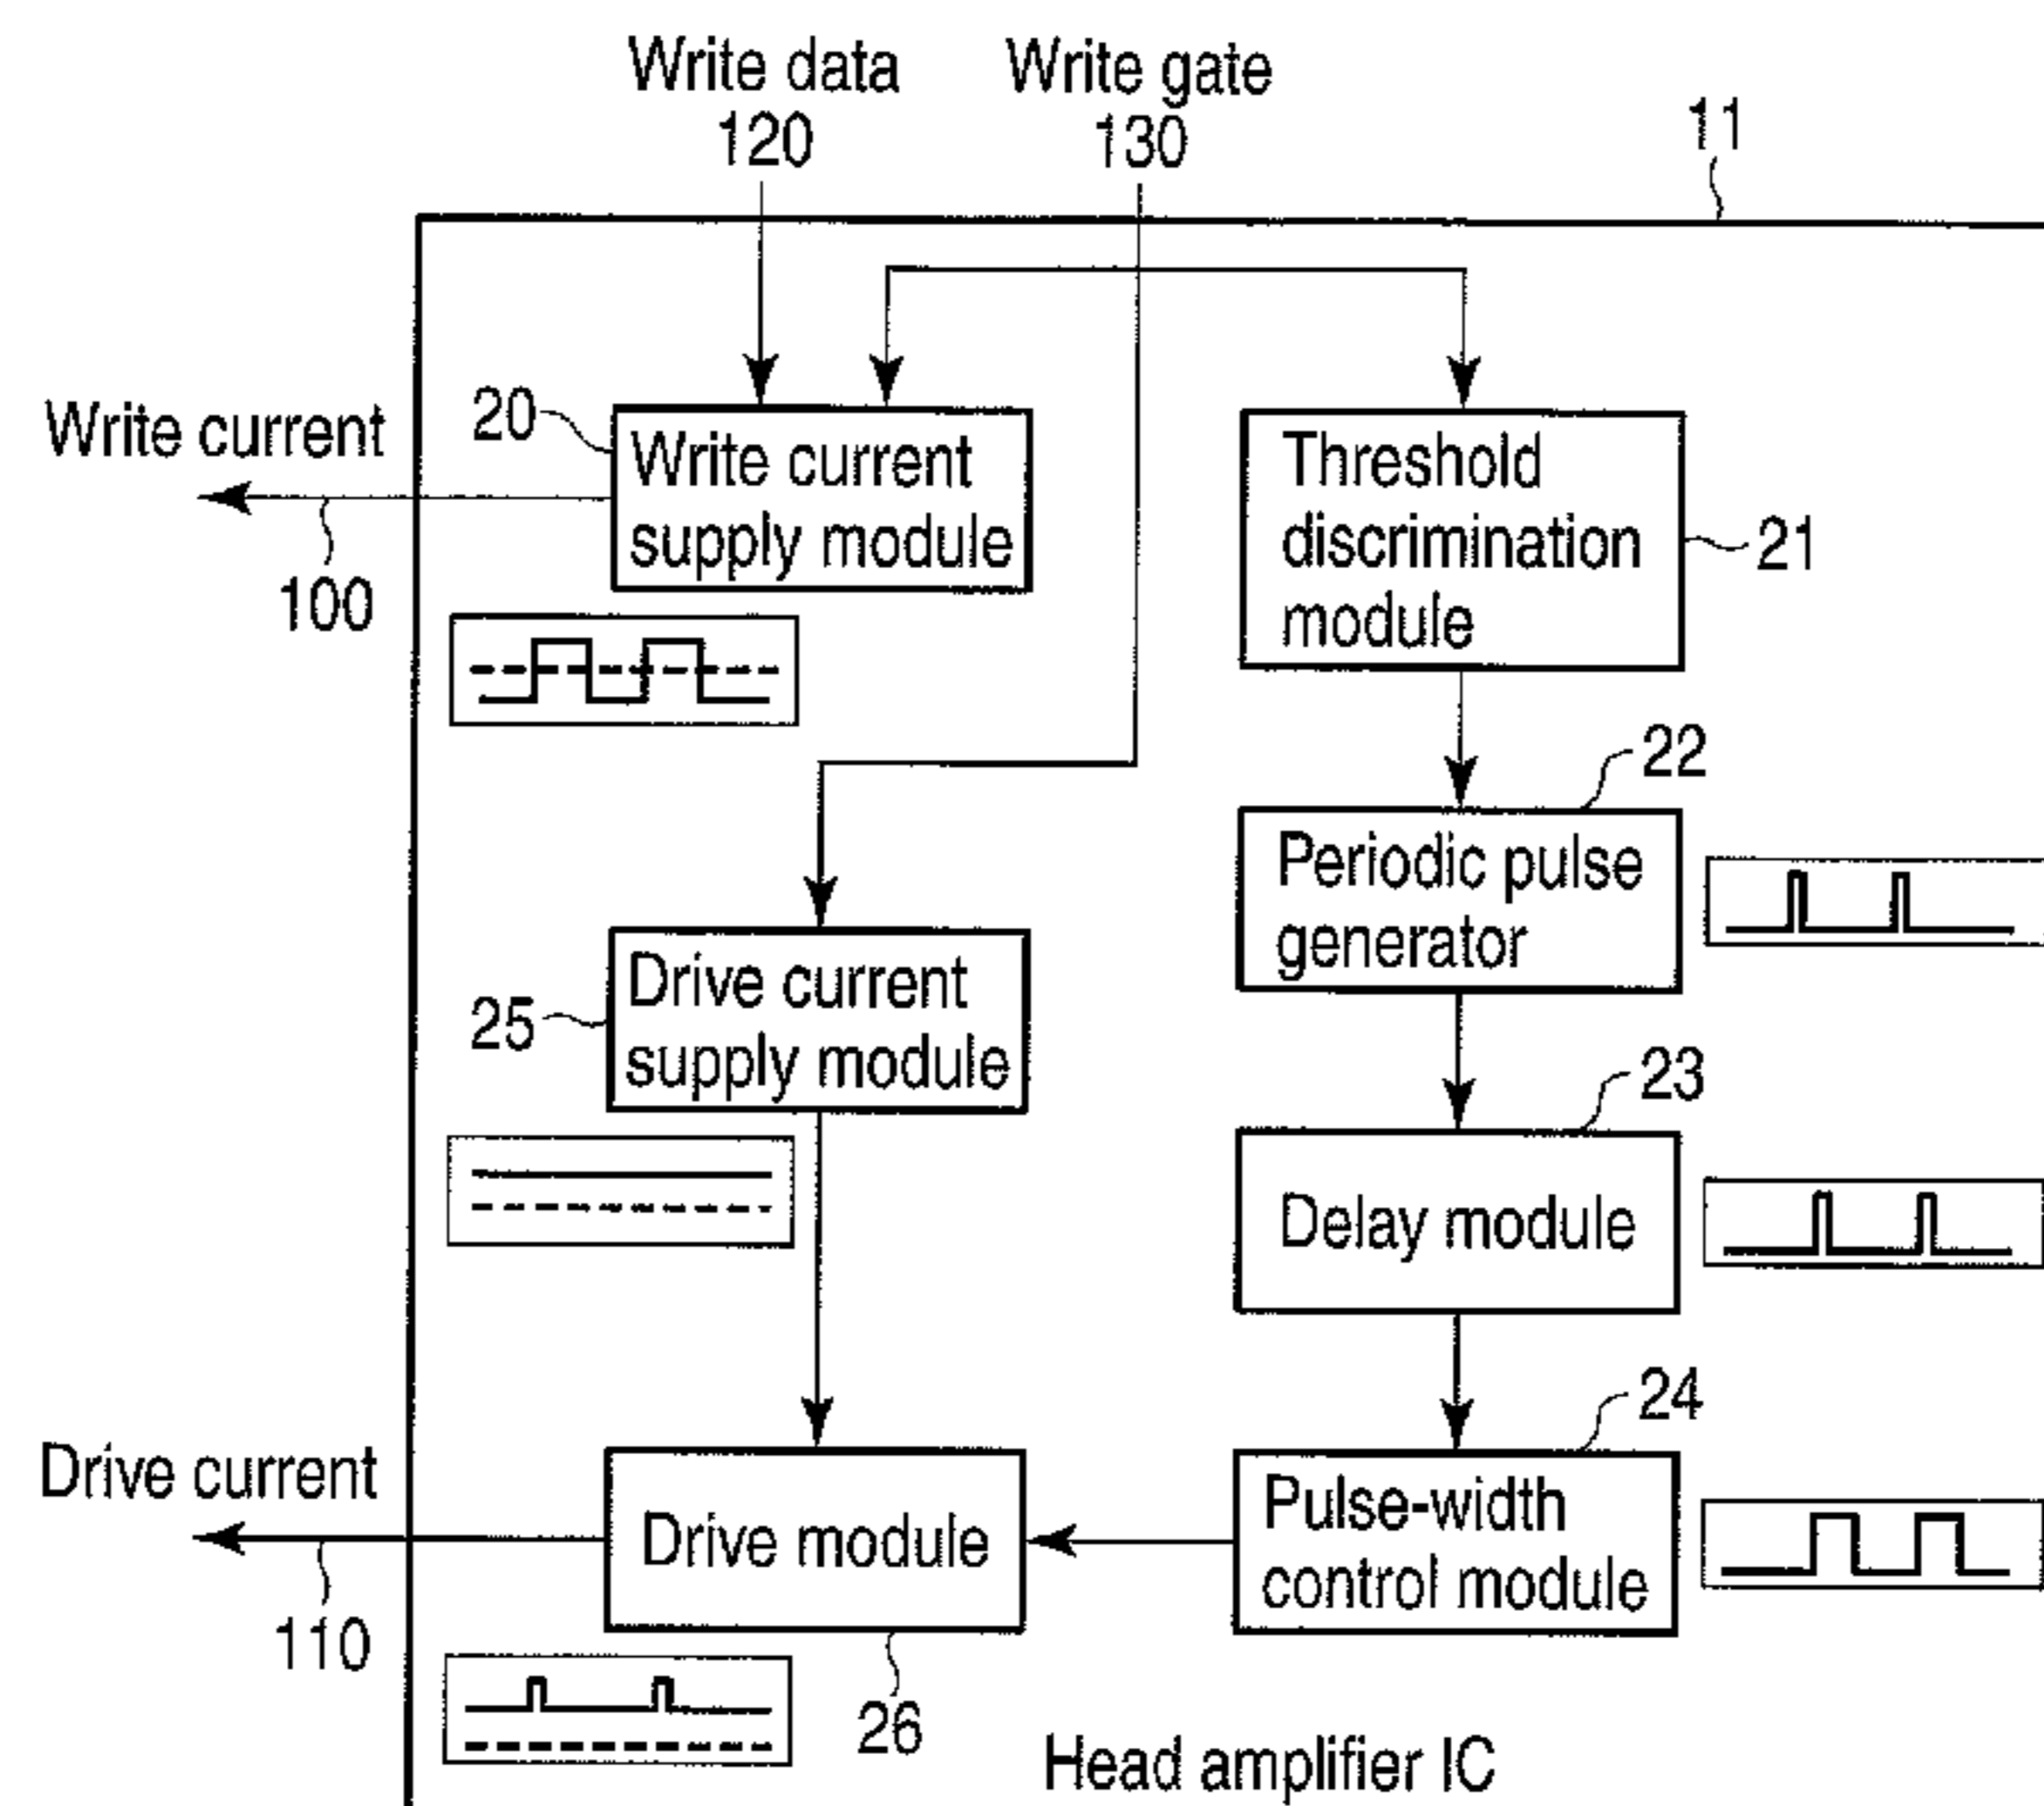 Write data
120
Write gate
130
11
Write current
100
20
Write current
supply module
Threshold
discrimination
module
21
22
Periodic pulse
generator
25
Drive current
supply module
23
Delay module
24
Drive current
110
Drive module
26
Pulse-width
control module
Head amplifier IC